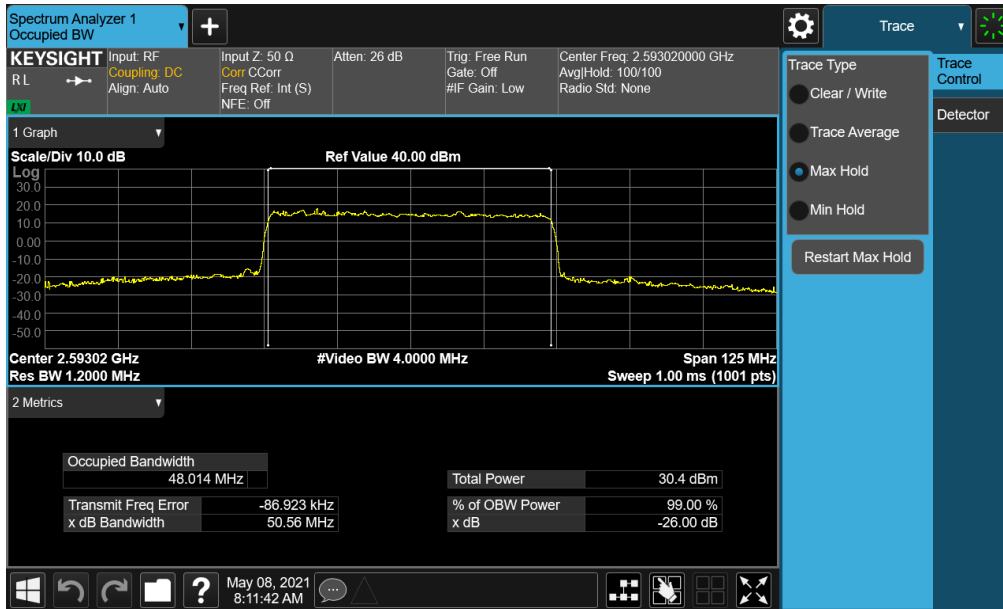 Spectrum Analyzer 1
Occupied BW
+
Trace
KEYSIGHT
R L
LXI
Input: RF
Coupling: DC
Align: Auto
Input Z: 50 Ω
Corr CCorr
Freq Ref: Int (S)
NFE: Off
Atten: 26 dB
Trig: Free Run
Gate: Off
#IF Gain: Low
Center Freq: 2.593020000 GHz
Avg|Hold: 100/100
Radio Std: None
Trace Type
Clear / Write
Trace Average
Max Hold
Min Hold
Restart Max Hold
Trace
Control
Detector
1 Graph
Scale/Div 10.0 dB
Ref Value 40.00 dBm
Log
30.0
20.0
10.0
0.00
-10.0
-20.0
-30.0
-40.0
-50.0
Center 2.59302 GHz
#Video BW 4.0000 MHz
Span 125 MHz
Res BW 1.2000 MHz
Sweep 1.00 ms (1001 pts)
2 Metrics
Occupied Bandwidth
48.014 MHz
Total Power 30.4 dBm
Transmit Freq Error -86.923 kHz
% of OBW Power 99.00 %
x dB Bandwidth 50.56 MHz
x dB -26.00 dB
?
May 08, 2021
8:11:42 AM